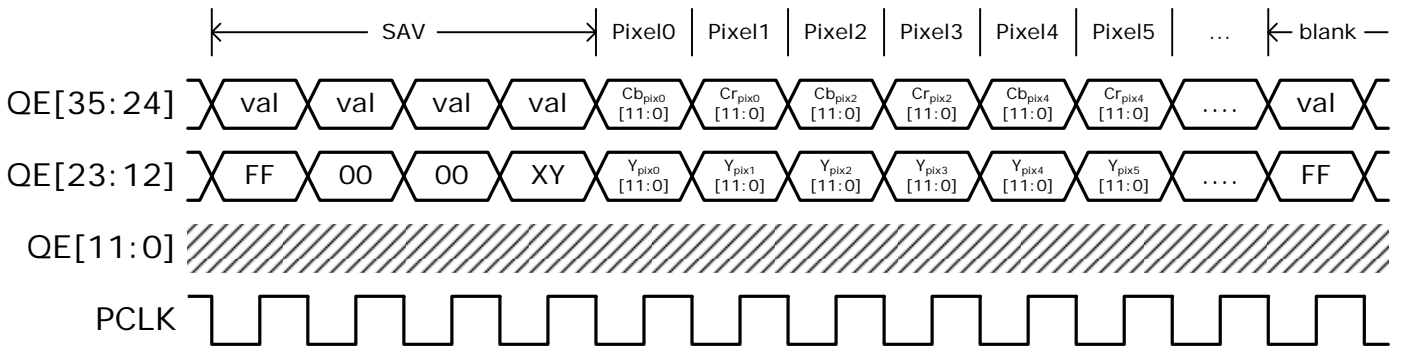 SAV Pixel0 Pixel1 Pixel2 Pixel3 Pixel4 Pixel5 ... blank
QE[35:24] val val val val Cbpix0 [11:0] Crpix0 [11:0] Cbpix2 [11:0] Crpix2 [11:0] Cbpix4 [11:0] Crpix4 [11:0] .... val
QE[23:12] FF 00 00 XY Ypix0 [11:0] Ypix1 [11:0] Ypix2 [11:0] Ypix3 [11:0] Ypix4 [11:0] Ypix5 [11:0] .... FF
QE[11:0]
PCLK